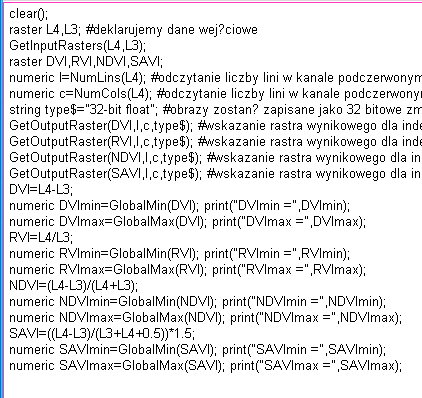 clear();
raster L4,L3; #deklarujemy dane wej?ciowe
GetInputRasters(L4,L3);
raster DVI,RVI,NDVI,SAVI;
numeric l=NumLins(L4); #odczytanie liczby lini w kanale podczerwonym
numeric c=NumCols(L4); #odczytanie liczby lini w kanale podczerwony
string type$="32-bit float"; #obrazy zostan? zapisane jako 32 bitowe zm
GetOutputRaster(DVI,l,c,type$); #wskazanie rastra wynikowego dla inde
GetOutputRaster(RVI,l,c,type$); #wskazanie rastra wynikowego dla inde
GetOutputRaster(NDVI,l,c,type$); #wskazanie rastra wynikowego dla in
GetOutputRaster(SAVI,l,c,type$); #wskazanie rastra wynikowego dla in
DVI=L4-L3;
numeric DVImin=GlobalMin(DVI); print("DVImin =",DVImin);
numeric DVImax=GlobalMax(DVI); print("DVImax =",DVImax);
RVI=L4/L3;
numeric RVImin=GlobalMin(RVI); print("RVImin =",RVImin);
numeric RVImax=GlobalMax(RVI); print("RVImax =",RVImax);
NDVI=(L4-L3)/(L4+L3);
numeric NDVImin=GlobalMin(NDVI); print("NDVImin =",NDVImin);
numeric NDVImax=GlobalMax(NDVI); print("NDVImax =",NDVImax);
SAVI=((L4-L3)/(L3+L4+0.5))*1.5;
numeric SAVImin=GlobalMin(SAVI); print("SAVImin =",SAVImin);
numeric SAVImax=GlobalMax(SAVI); print("SAVImax =",SAVImax);